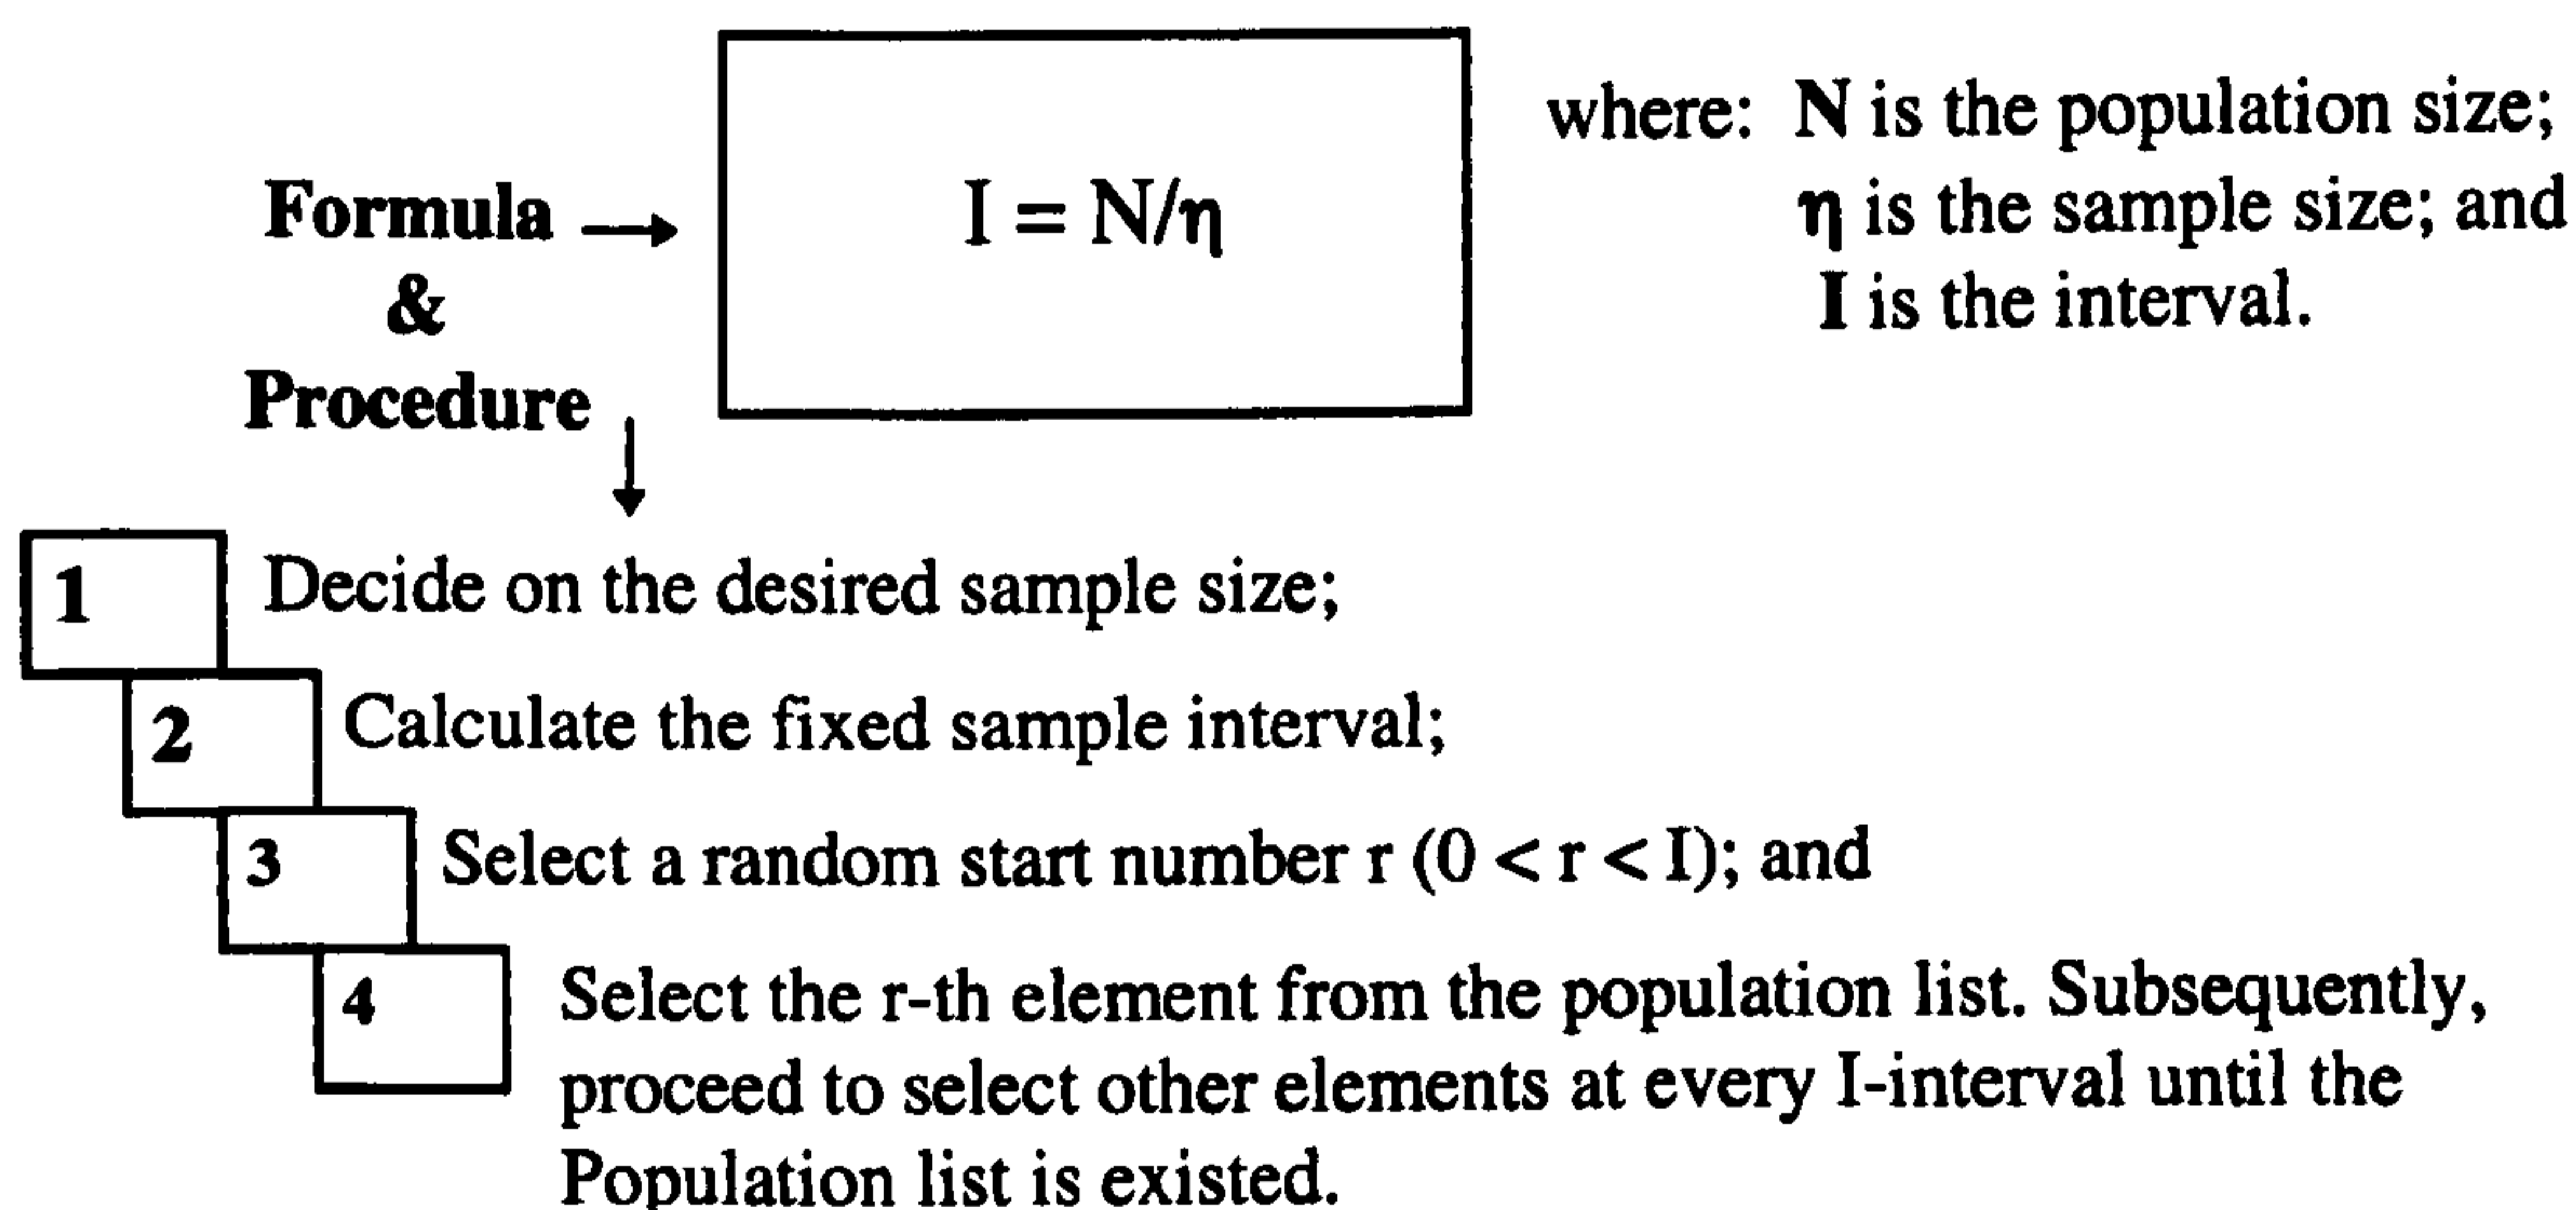 Formula →
&
Procedure ↓
I = N/η
where: N is the population size;
η is the sample size; and
I is the interval.
1 Decide on the desired sample size;
2 Calculate the fixed sample interval;
3 Select a random start number r (0 < r < I); and
4 Select the r-th element from the population list. Subsequently,
proceed to select other elements at every I-interval until the
Population list is existed.